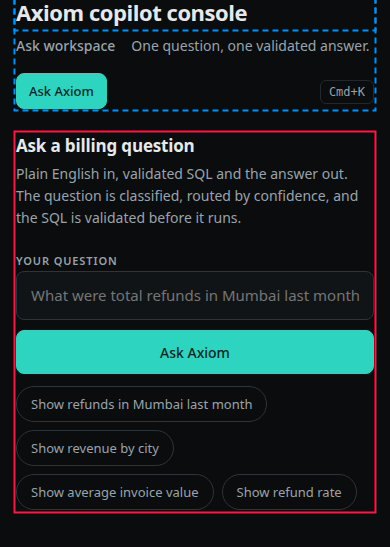 Axiom copilot console
Ask workspace One question, one validated answer.
Ask Axiom Cmd+K
Ask a billing question
Plain English in, validated SQL and the answer out.
The question is classified, routed by confidence, and
the SQL is validated before it runs.
YOUR QUESTION
What were total refunds in Mumbai last month
Ask Axiom
Show refunds in Mumbai last month
Show revenue by city
Show average invoice value Show refund rate